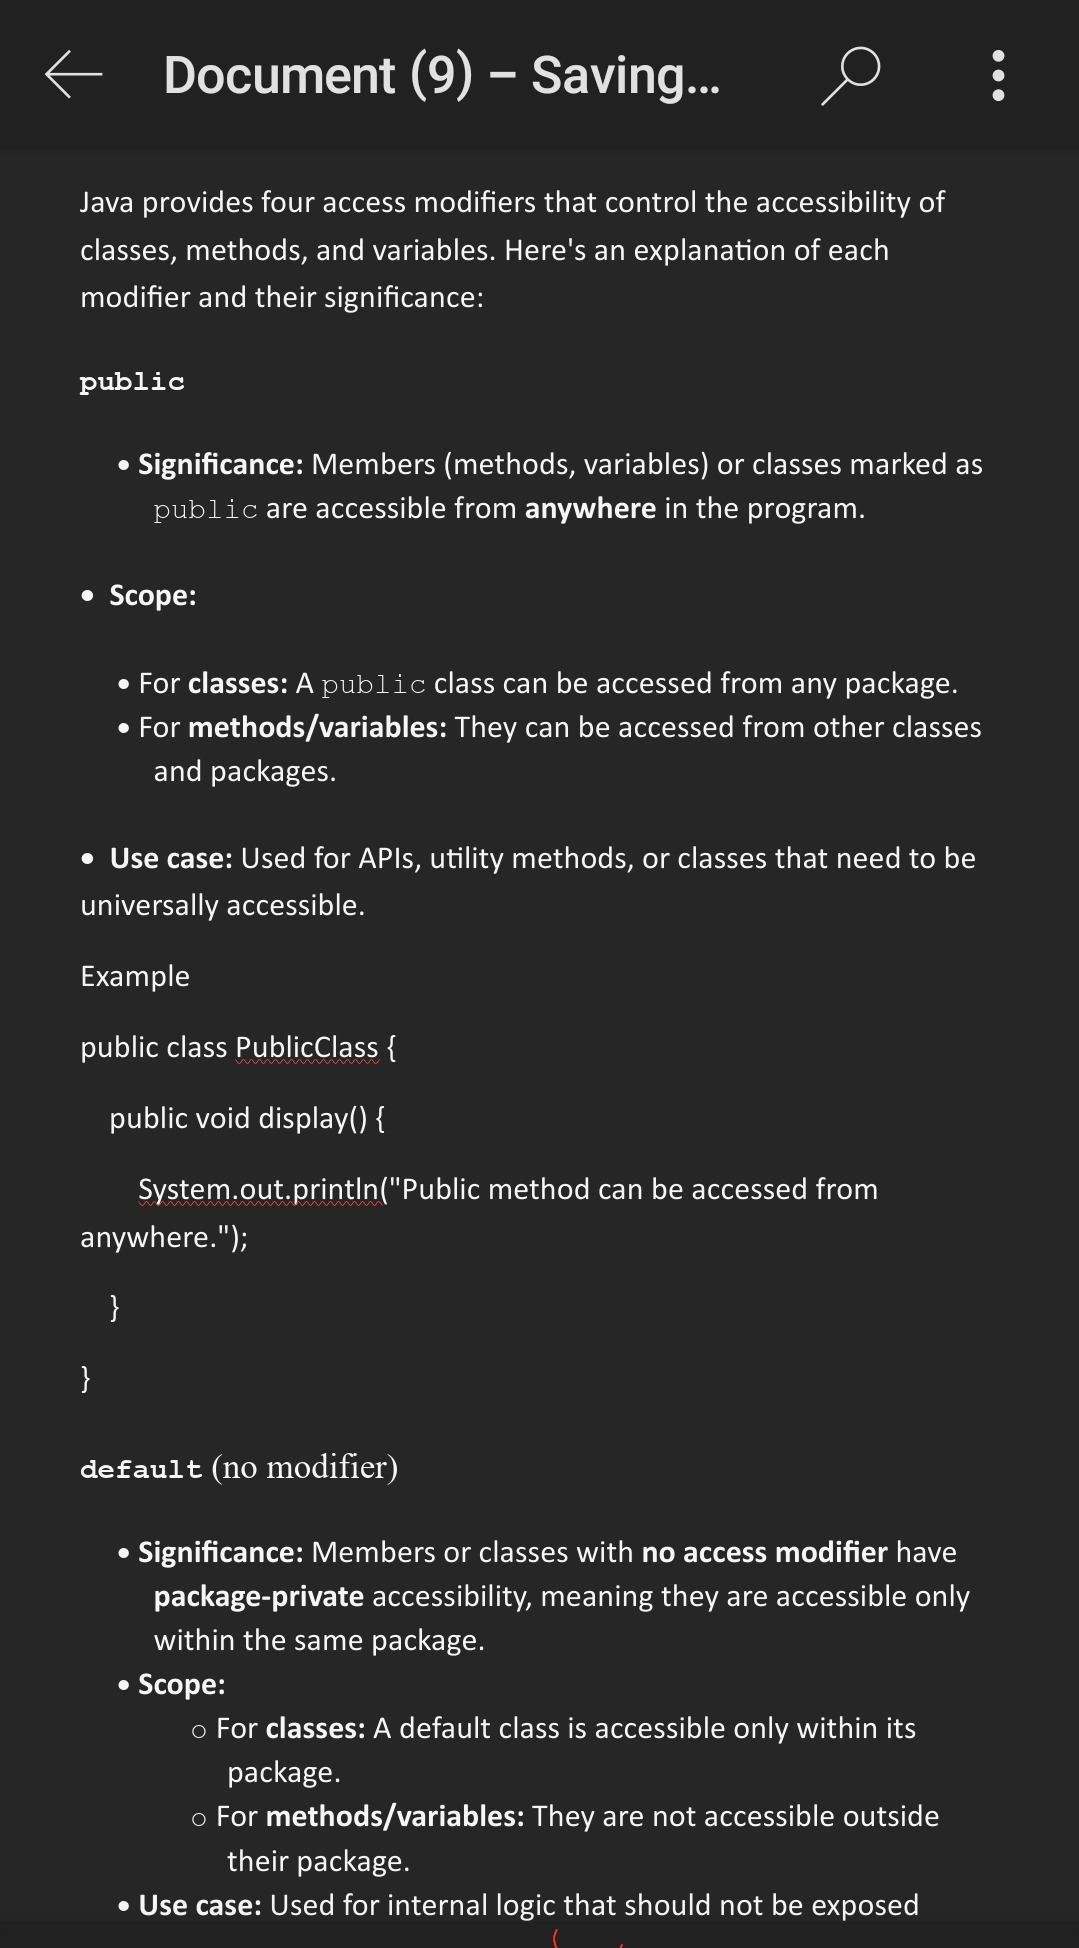 Document (9) – Saving...
Java provides four access modifiers that control the accessibility of
classes, methods, and variables. Here's an explanation of each
modifier and their significance:
public
• Significance: Members (methods, variables) or classes marked as
public are accessible from anywhere in the program.
• Scope:
• For classes: A public class can be accessed from any package.
• For methods/variables: They can be accessed from other classes
and packages.
• Use case: Used for APIs, utility methods, or classes that need to be
universally accessible.
Example
public class PublicClass {
public void display() {
System.out.println("Public method can be accessed from
anywhere.");
}
}
default (no modifier)
• Significance: Members or classes with no access modifier have
package-private accessibility, meaning they are accessible only
within the same package.
• Scope:
o For classes: A default class is accessible only within its
package.
o For methods/variables: They are not accessible outside
their package.
• Use case: Used for internal logic that should not be exposed